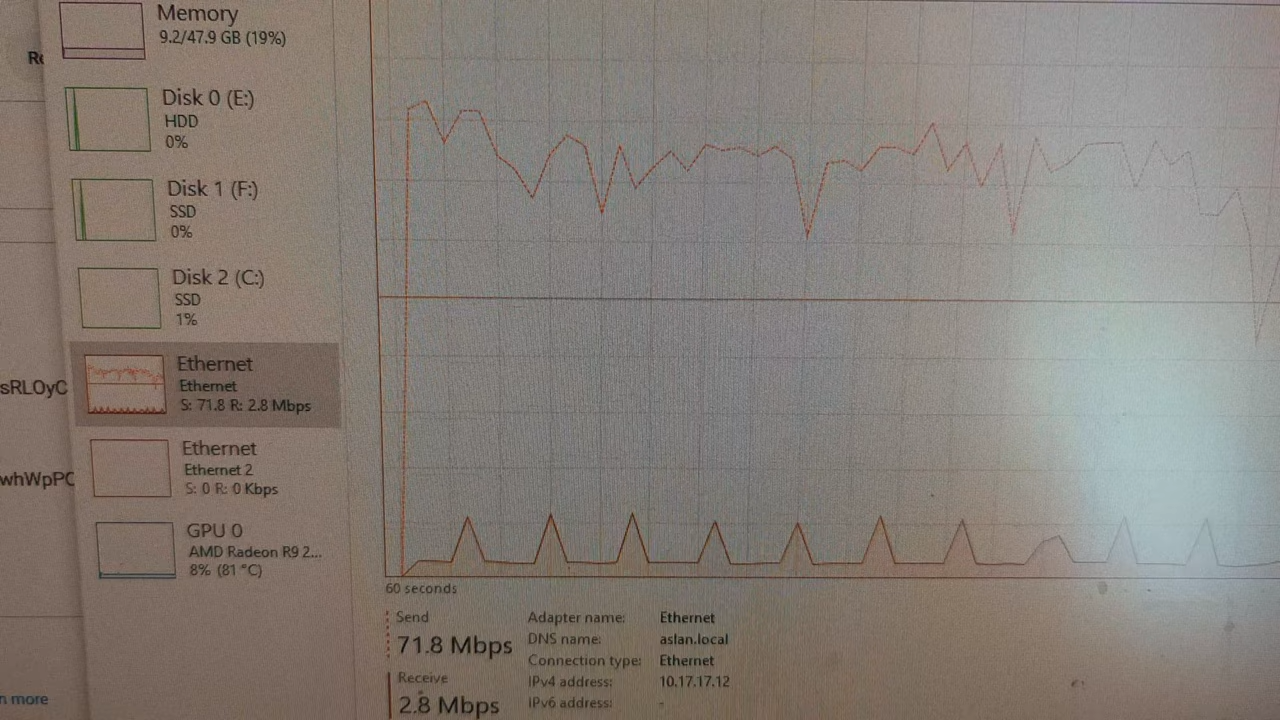 Memory
9.2/47.9 GB (19%)
Disk 0 (E:)
HDD
0%
Disk 1 (F:)
SSD
0%
Disk 2 (C:)
SSD
1%
Ethernet
Ethernet
S: 71.8 R: 2.8 Mbps
Ethernet
Ethernet 2
S: 0 R: 0 Kbps
GPU 0
AMD Radeon R9 2...
8% (81 °C)
sRLOyC
whWpPC
n more
60 seconds
Send
71.8 Mbps
Receive
2.8 Mbps
Adapter name: Ethernet
DNS name: aslan.local
Connection type: Ethernet
IPv4 address: 10.17.17.12
IPv6 address: -